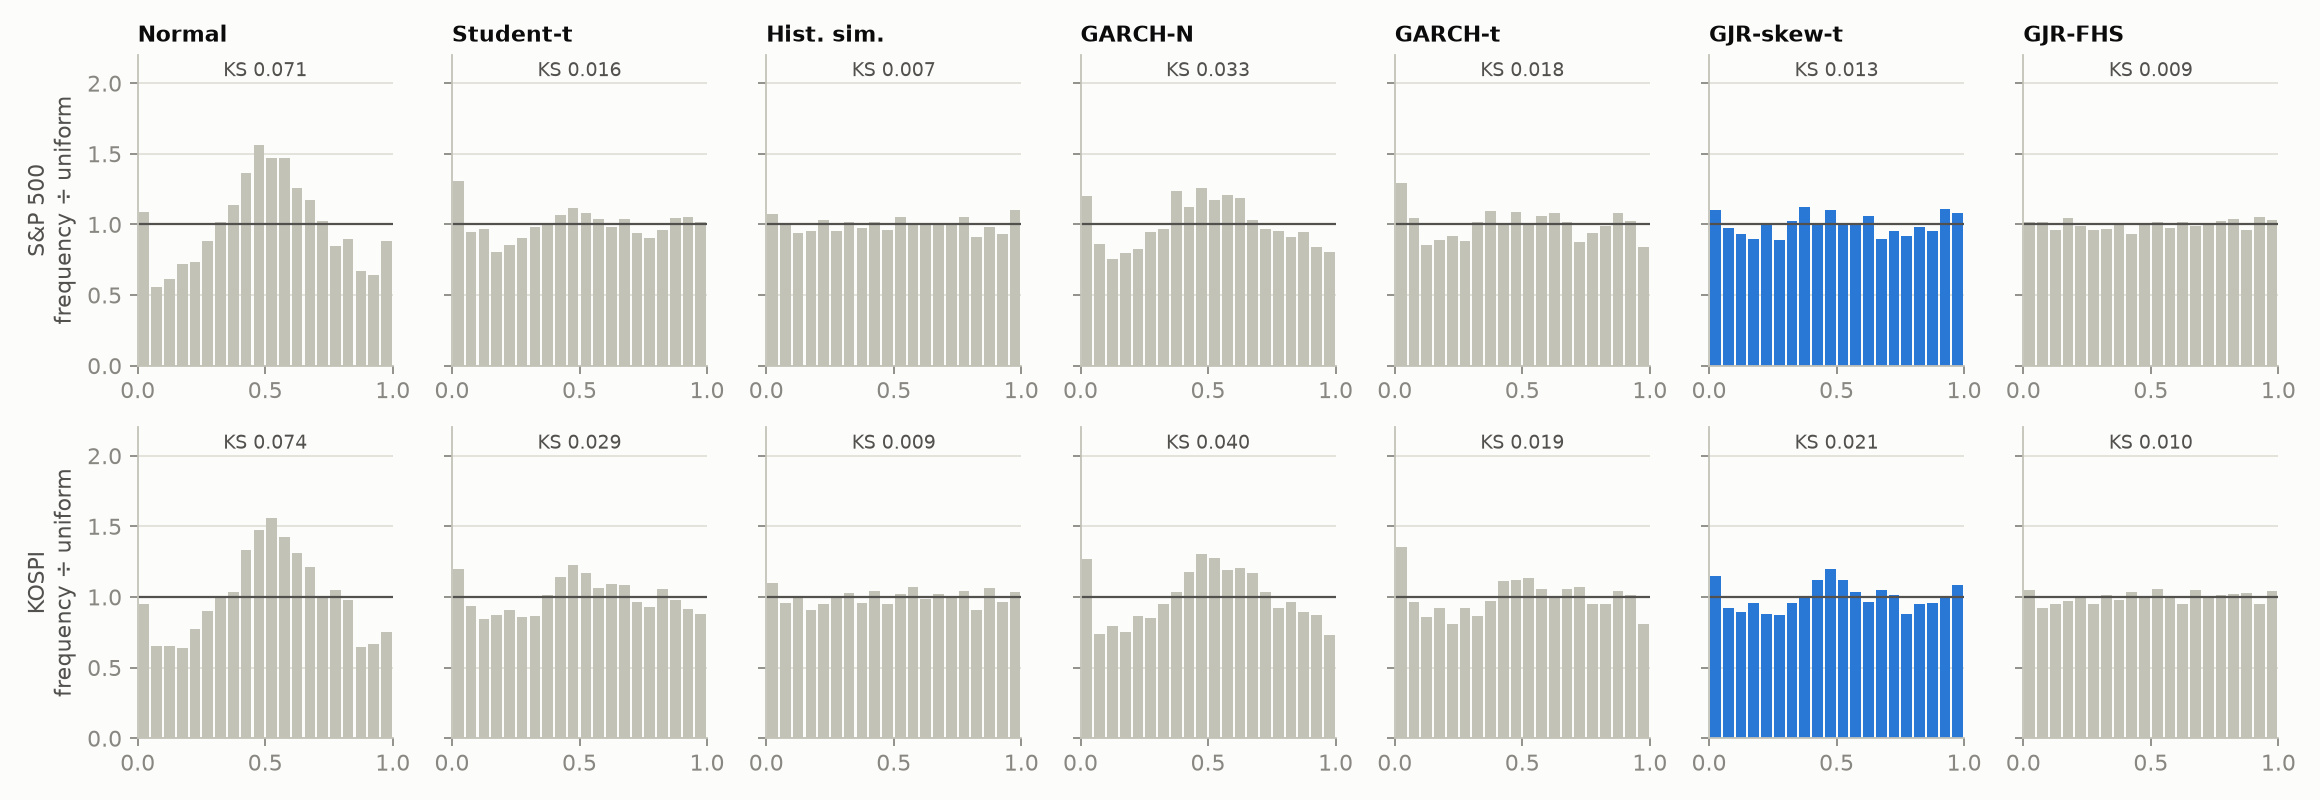 Normal Student-t Hist. sim. GARCH-N GARCH-t GJR-skew-t GJR-FHS
KS 0.071 KS 0.016 KS 0.007 KS 0.033 KS 0.018 KS 0.013 KS 0.009
S&P 500
frequency ÷ uniform
2.0
1.5
1.0
0.5
0.0
0.0 0.5 1.0 0.0 0.5 1.0 0.0 0.5 1.0 0.0 0.5 1.0 0.0 0.5 1.0 0.0 0.5 1.0 0.0 0.5 1.0
KS 0.074 KS 0.029 KS 0.009 KS 0.040 KS 0.019 KS 0.021 KS 0.010
KOSPI
frequency ÷ uniform
2.0
1.5
1.0
0.5
0.0
0.0 0.5 1.0 0.0 0.5 1.0 0.0 0.5 1.0 0.0 0.5 1.0 0.0 0.5 1.0 0.0 0.5 1.0 0.0 0.5 1.0